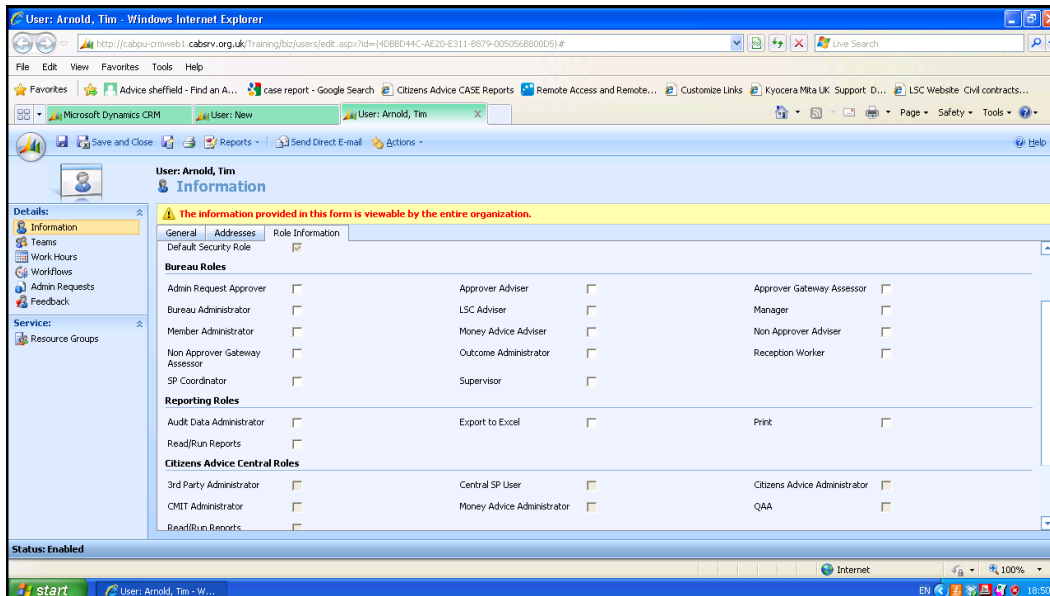 User: Arnold, Tim - Windows Internet Explorer
http://cabpu-crmweb1.cabsrv.org.uk/Training/biz/users/edit.aspx?id={4DBBD44C-AE20-E311-B879-005056B800D5}#
Live Search
File Edit View Favorites Tools Help
Favorites Advice sheffield - Find an A... case report - Google Search Citizens Advice CASE Reports Remote Access and Remote... Customize Links Kyocera Mita UK Support D... LSC Website Civil contracts...
Microsoft Dynamics CRM User: New User: Arnold, Tim X Page Safety Tools
Save and Close Reports Send Direct E-mail Actions Help
User: Arnold, Tim
Information
Details:
Information
Teams
Work Hours
Workflows
Admin Requests
Feedback
Service:
Resource Groups
The information provided in this form is viewable by the entire organization.
General Addresses Role Information
Default Security Role
Bureau Roles
Admin Request Approver Approver Adviser Approver Gateway Assessor
Bureau Administrator LSC Adviser Manager
Member Administrator Money Advice Adviser Non Approver Adviser
Non Approver Gateway Assessor Outcome Administrator Reception Worker
SP Coordinator Supervisor
Reporting Roles
Audit Data Administrator Export to Excel Print
Read/Run Reports
Citizens Advice Central Roles
3rd Party Administrator Central SP User Citizens Advice Administrator
CMIT Administrator Money Advice Administrator QAA
Read/Run Reports
Status: Enabled
Internet 100%
start User: Arnold, Tim - W... EN 18:50